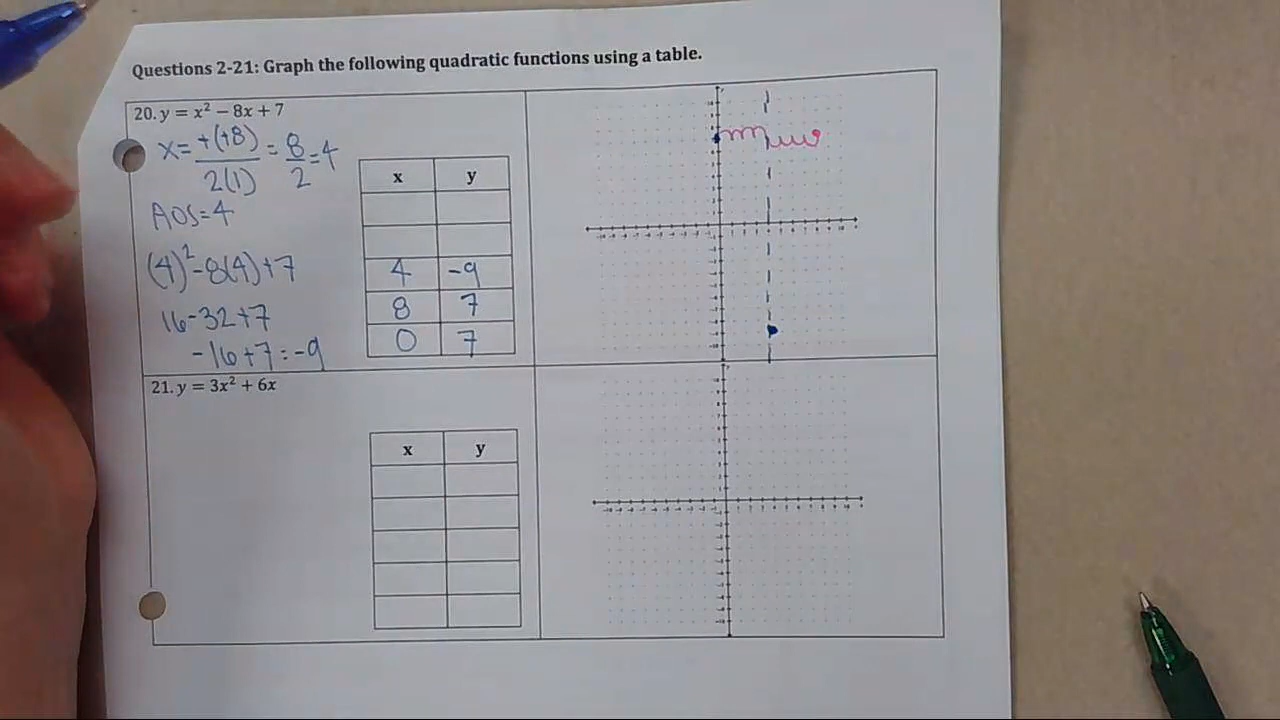 Questions 2-21: Graph the following quadratic functions using a table.
20. y = x² – 8x + 7
x = +(+8) / 2(1) = 8/2 = 4
AOS = 4
(4)² - 8(4) + 7
16 - 32 + 7
-16 + 7 = -9
x y
4 -9
8 7
0 7
21. y = 3x² + 6x
x y